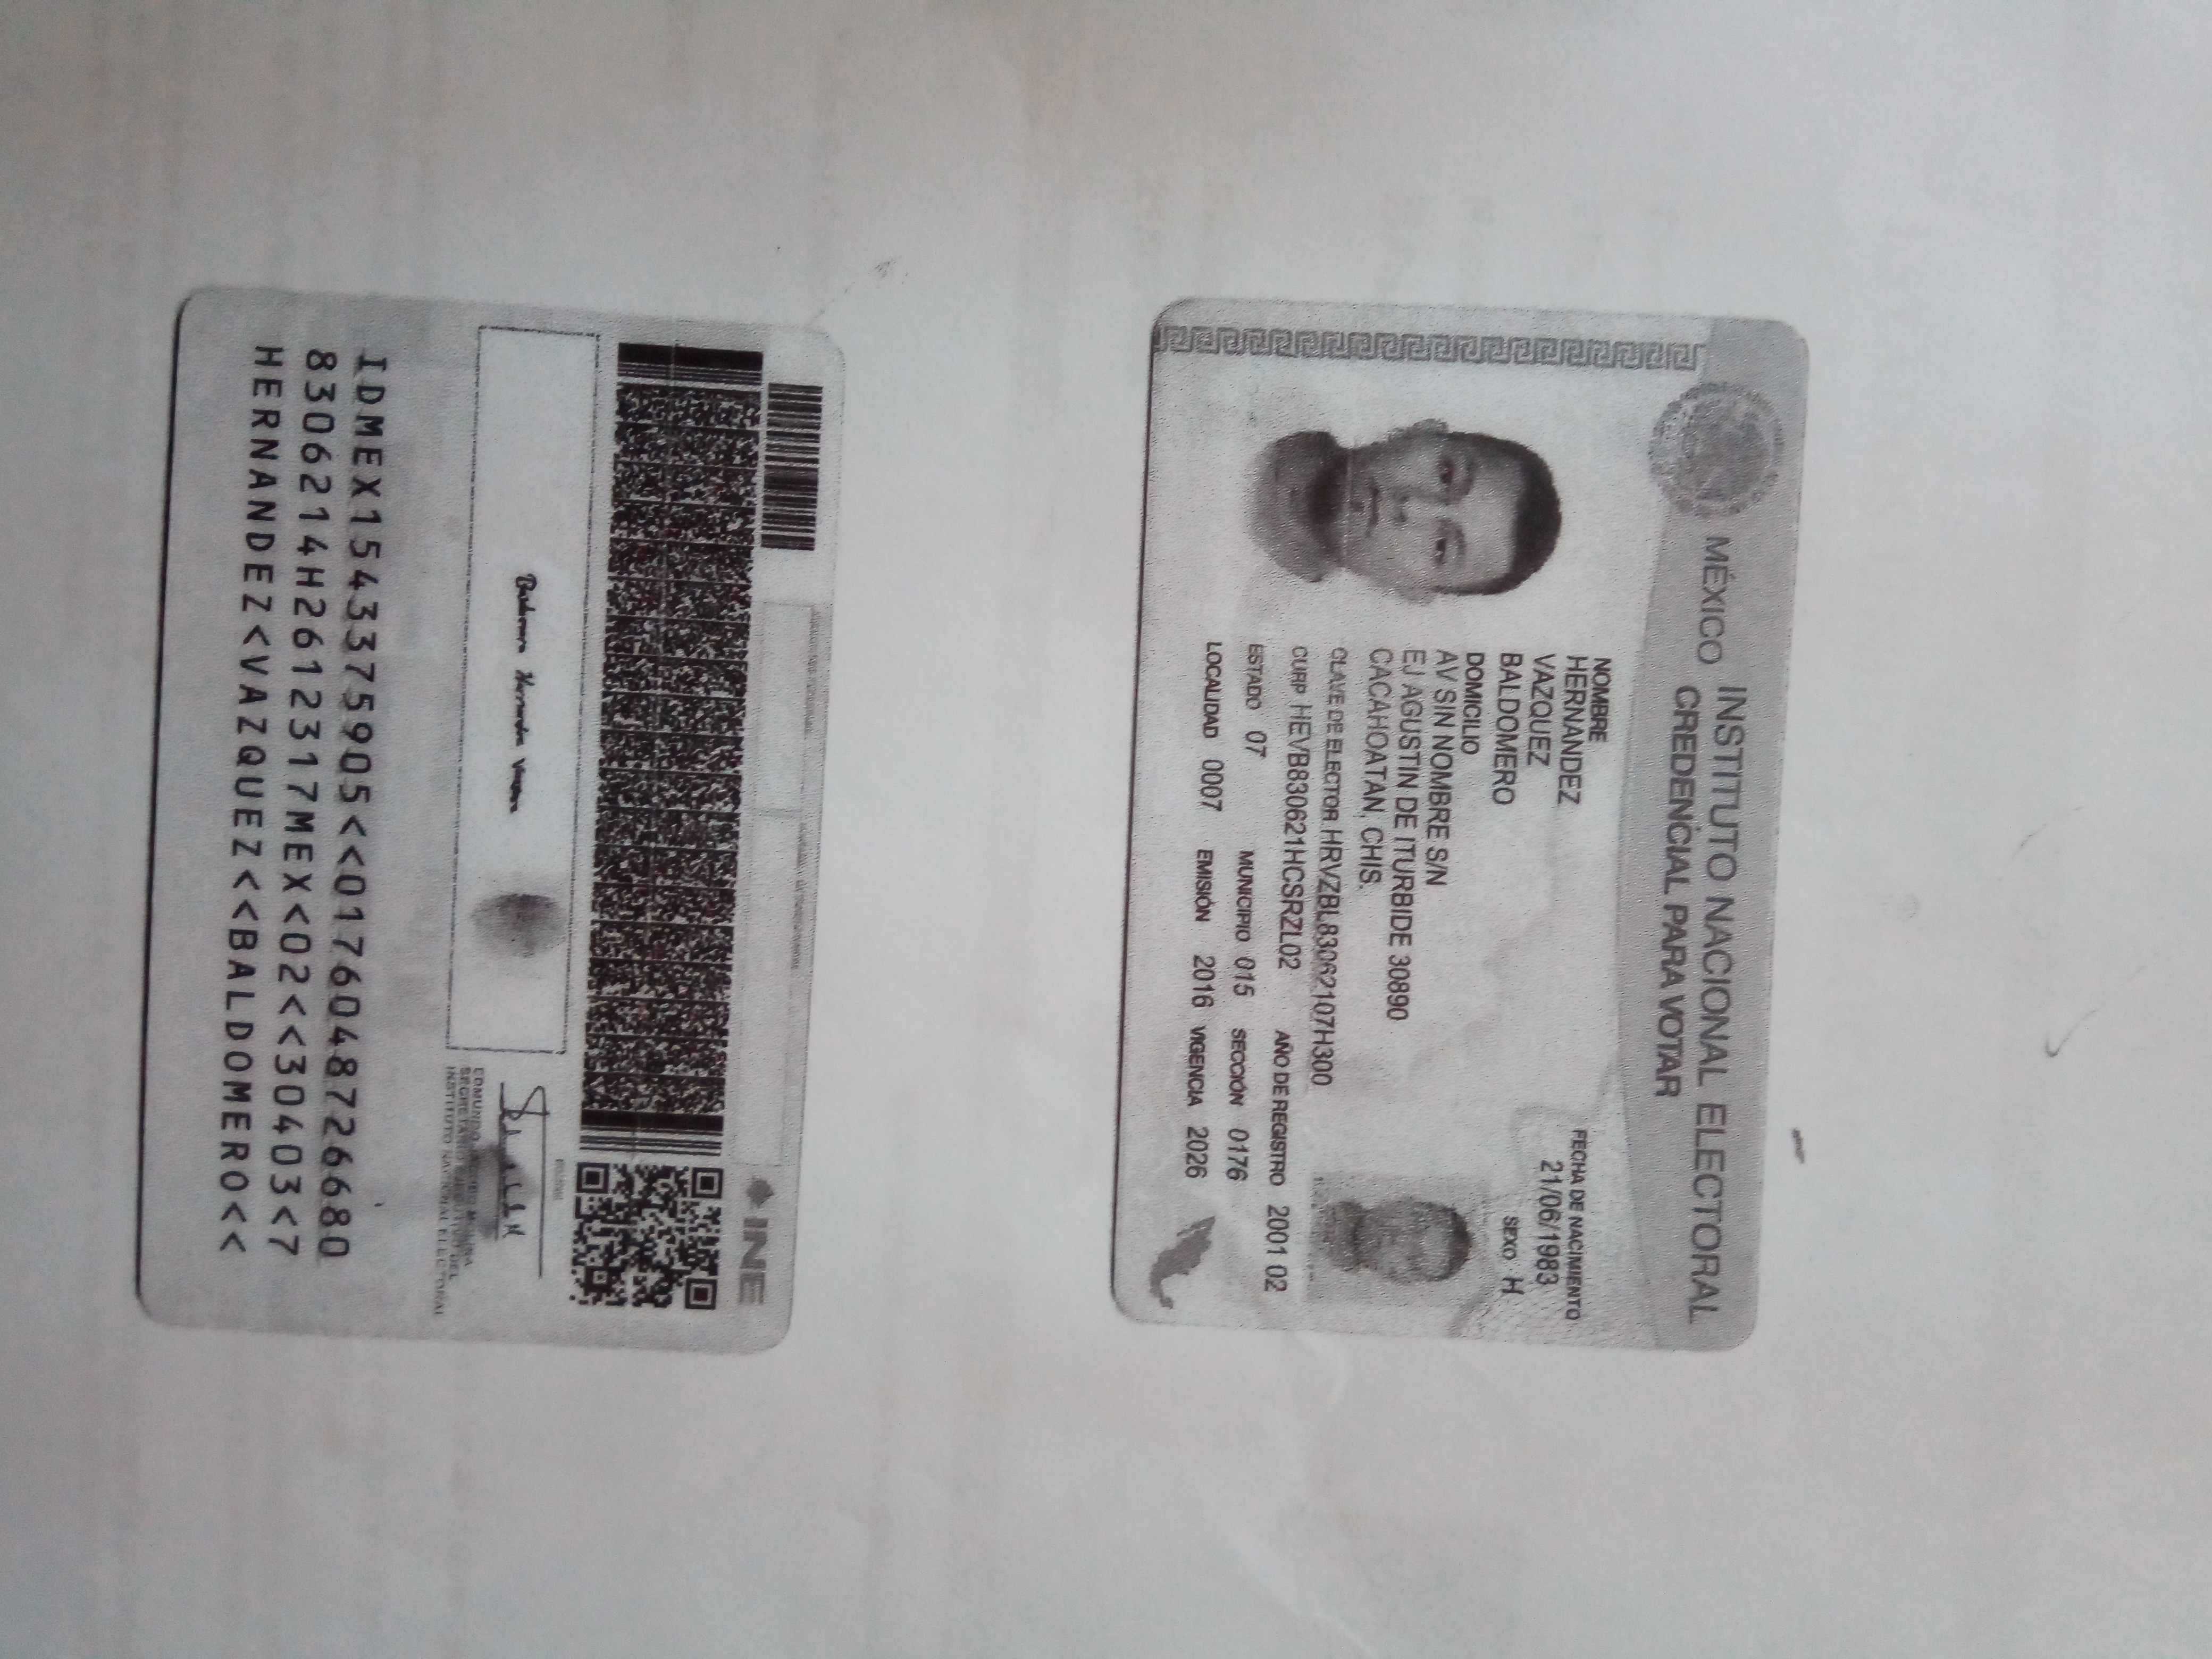 MÉXICO INSTITUTO NACIONAL ELECTORAL
CREDENCIAL PARA VOTAR
NOMBRE
HERNANDEZ
VAZQUEZ
BALDOMERO
FECHA DE NACIMIENTO
21/06/1983
SEXO H
DOMICILIO
AV SIN NOMBRE S/N
EJ AGUSTIN DE ITURBIDE 30890
CACAHOATAN, CHIS.
CLAVE DE ELECTOR HRVZBL83062107H300
CURP HEVB830621HCSRZL02 AÑO DE REGISTRO 2001 02
ESTADO 07 MUNICIPIO 015 SECCIÓN 0176
LOCALIDAD 0007 EMISIÓN 2016 VIGENCIA 2026
INE
Baldomero Hernandez Vazquez
EDMUNDO JACOBO MOLINA
SECRETARIO EJECUTIVO DEL
INSTITUTO NACIONAL ELECTORAL
IDMEX1543375905<<0176048726680
8306214H2612317MEX<02<<30403<7
HERNANDEZ<VAZQUEZ<<BALDOMERO<<